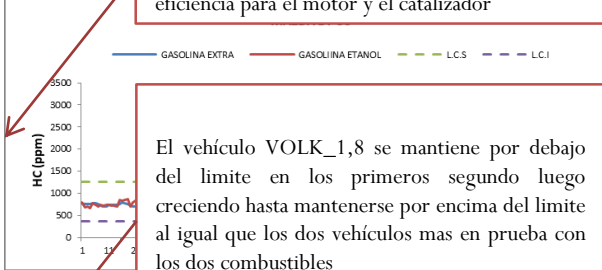 eficiencia para el motor y el catalizador
GASOLINA EXTRA GASOLIINA ETANOL L.C.S L.C.I
HC (ppm)
3500
3000
2500
2000
1500
1000
500
0
1 11 2
El vehículo VOLK_1,8 se mantiene por debajo
del limite en los primeros segundo luego
creciendo hasta mantenerse por encima del limite
al igual que los dos vehículos mas en prueba con
los dos combustibles